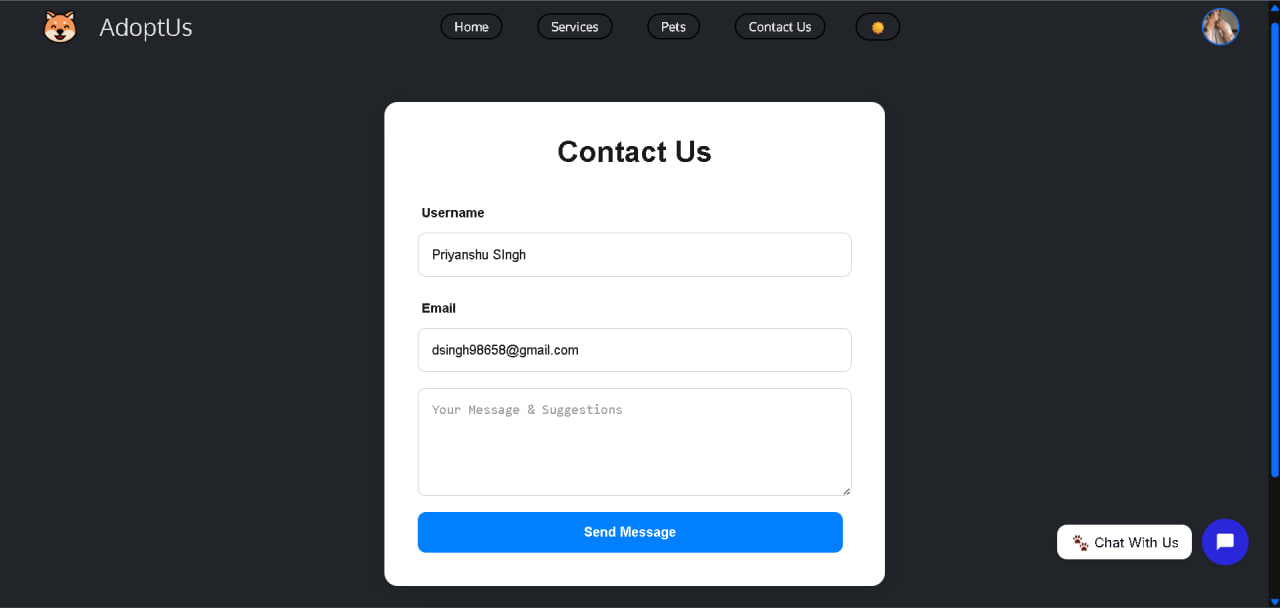 AdoptUs
Home
Services
Pets
Contact Us
Contact Us
Username
Priyanshu SIngh
Email
dsingh98658@gmail.com
Your Message & Suggestions
Send Message
Chat With Us